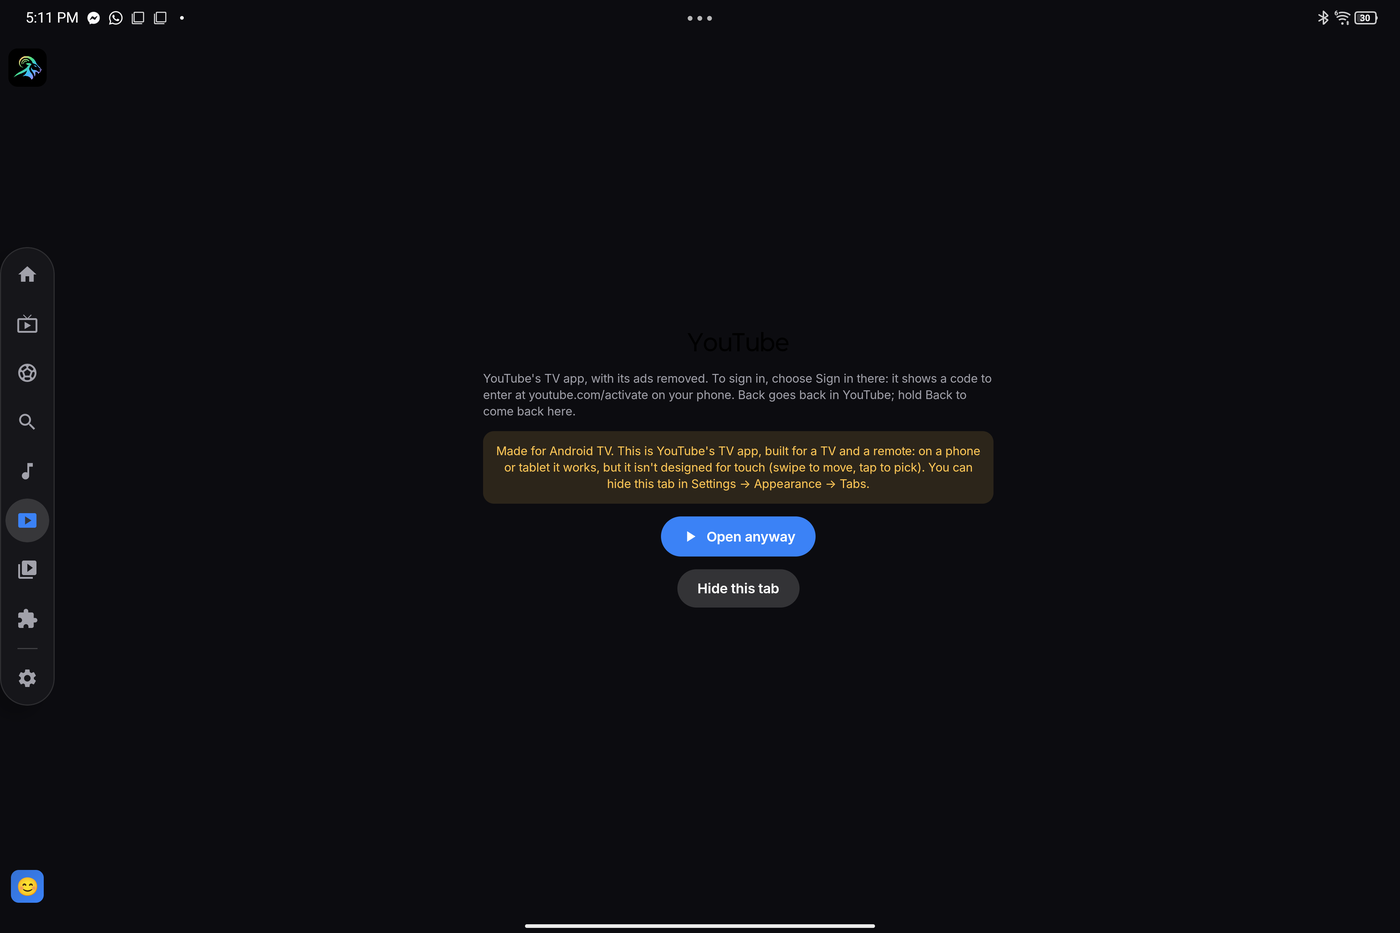 5:11 PM
30
YouTube
YouTube's TV app, with its ads removed. To sign in, choose Sign in there: it shows a code to
enter at youtube.com/activate on your phone. Back goes back in YouTube; hold Back to
come back here.
Made for Android TV. This is YouTube's TV app, built for a TV and a remote: on a phone
or tablet it works, but it isn't designed for touch (swipe to move, tap to pick). You can
hide this tab in Settings → Appearance → Tabs.
Open anyway
Hide this tab